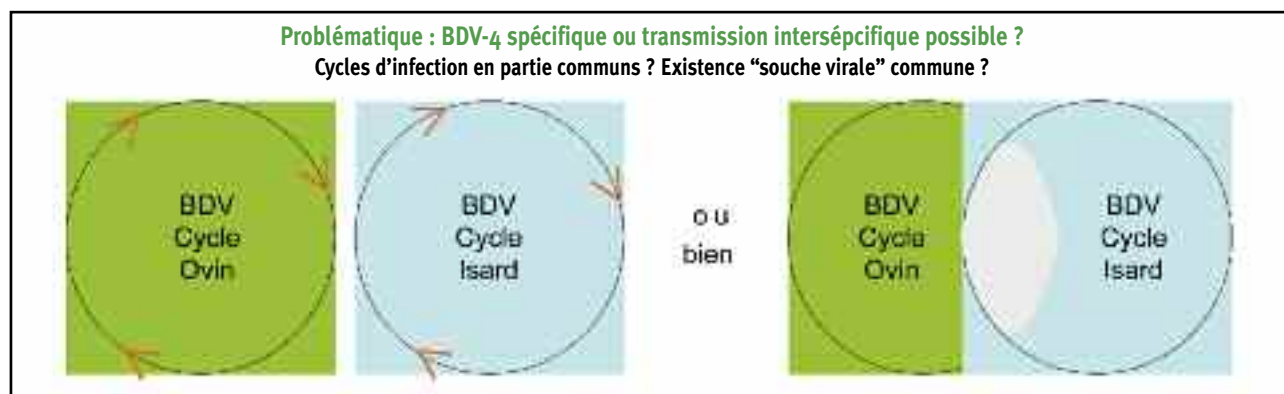 Problématique : BDV-4 spécifique ou transmission intersépcifique possible ?
Cycles d'infection en partie communs ? Existence “souche virale” commune ?
BDV
Cycle
Ovin
BDV
Cycle
Isard
ou
bien
BDV
Cycle
Ovin
BDV
Cycle
Isard